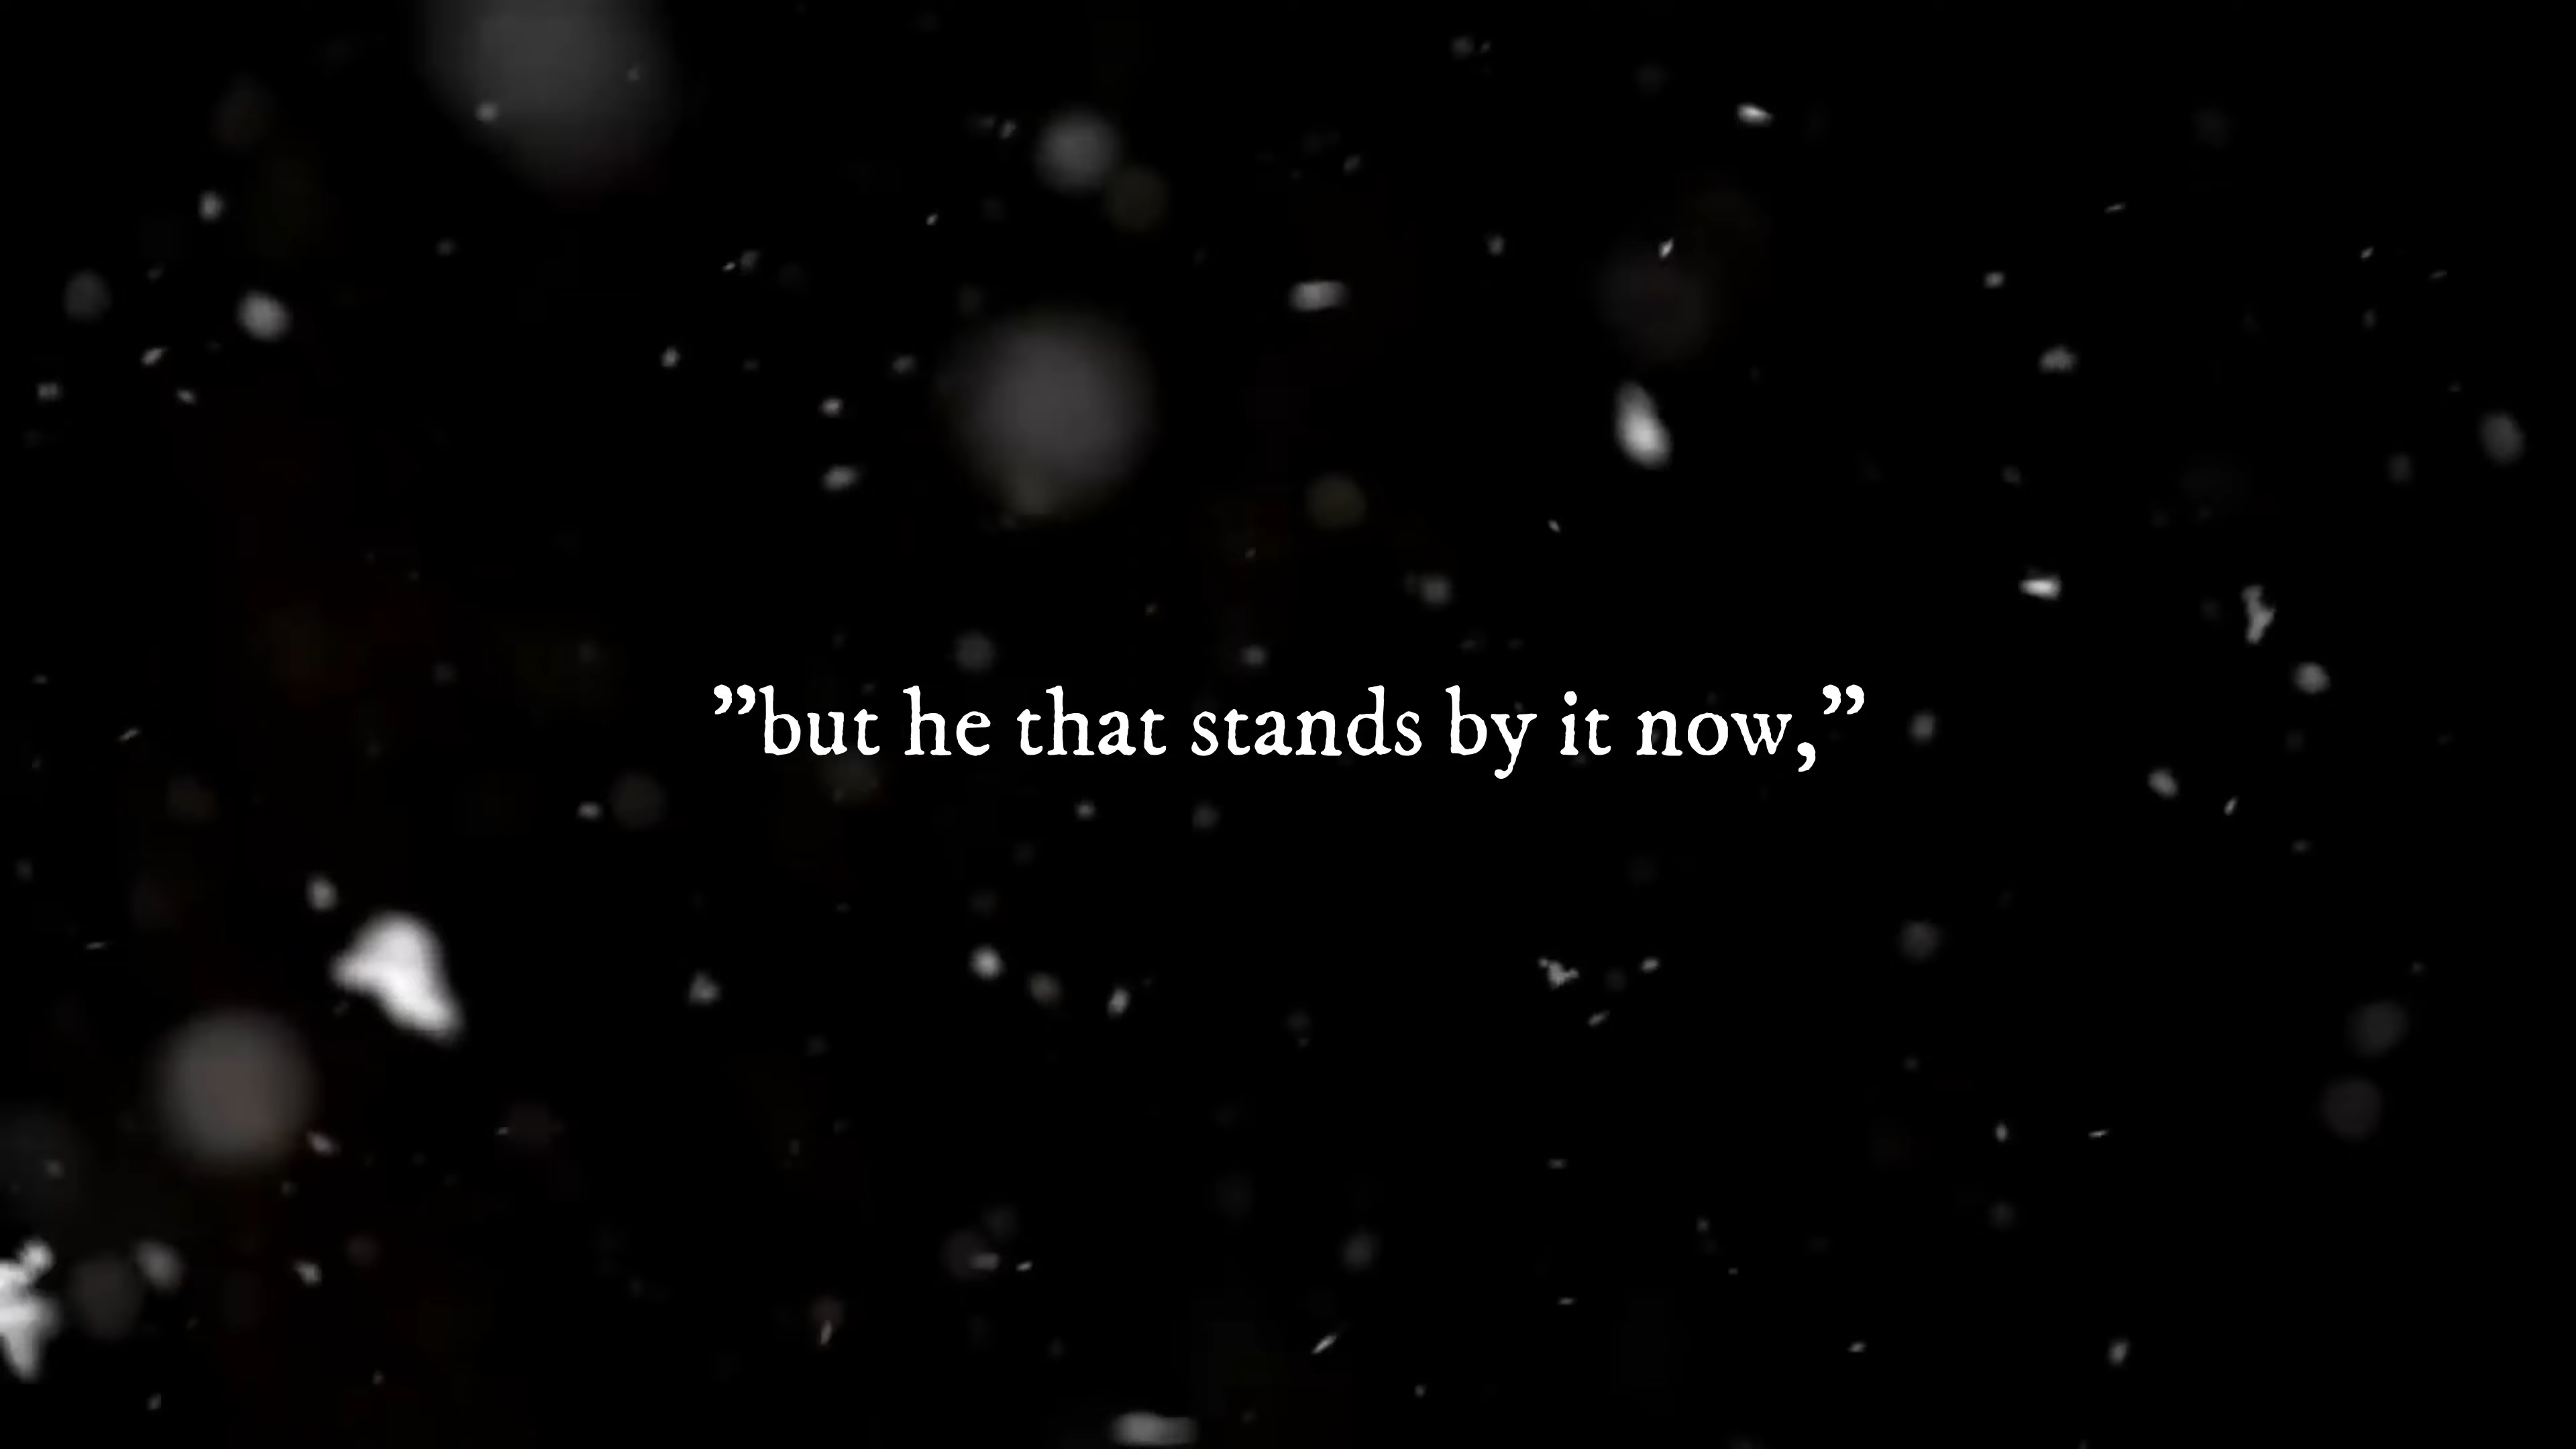 ”but he that stands by it now,”